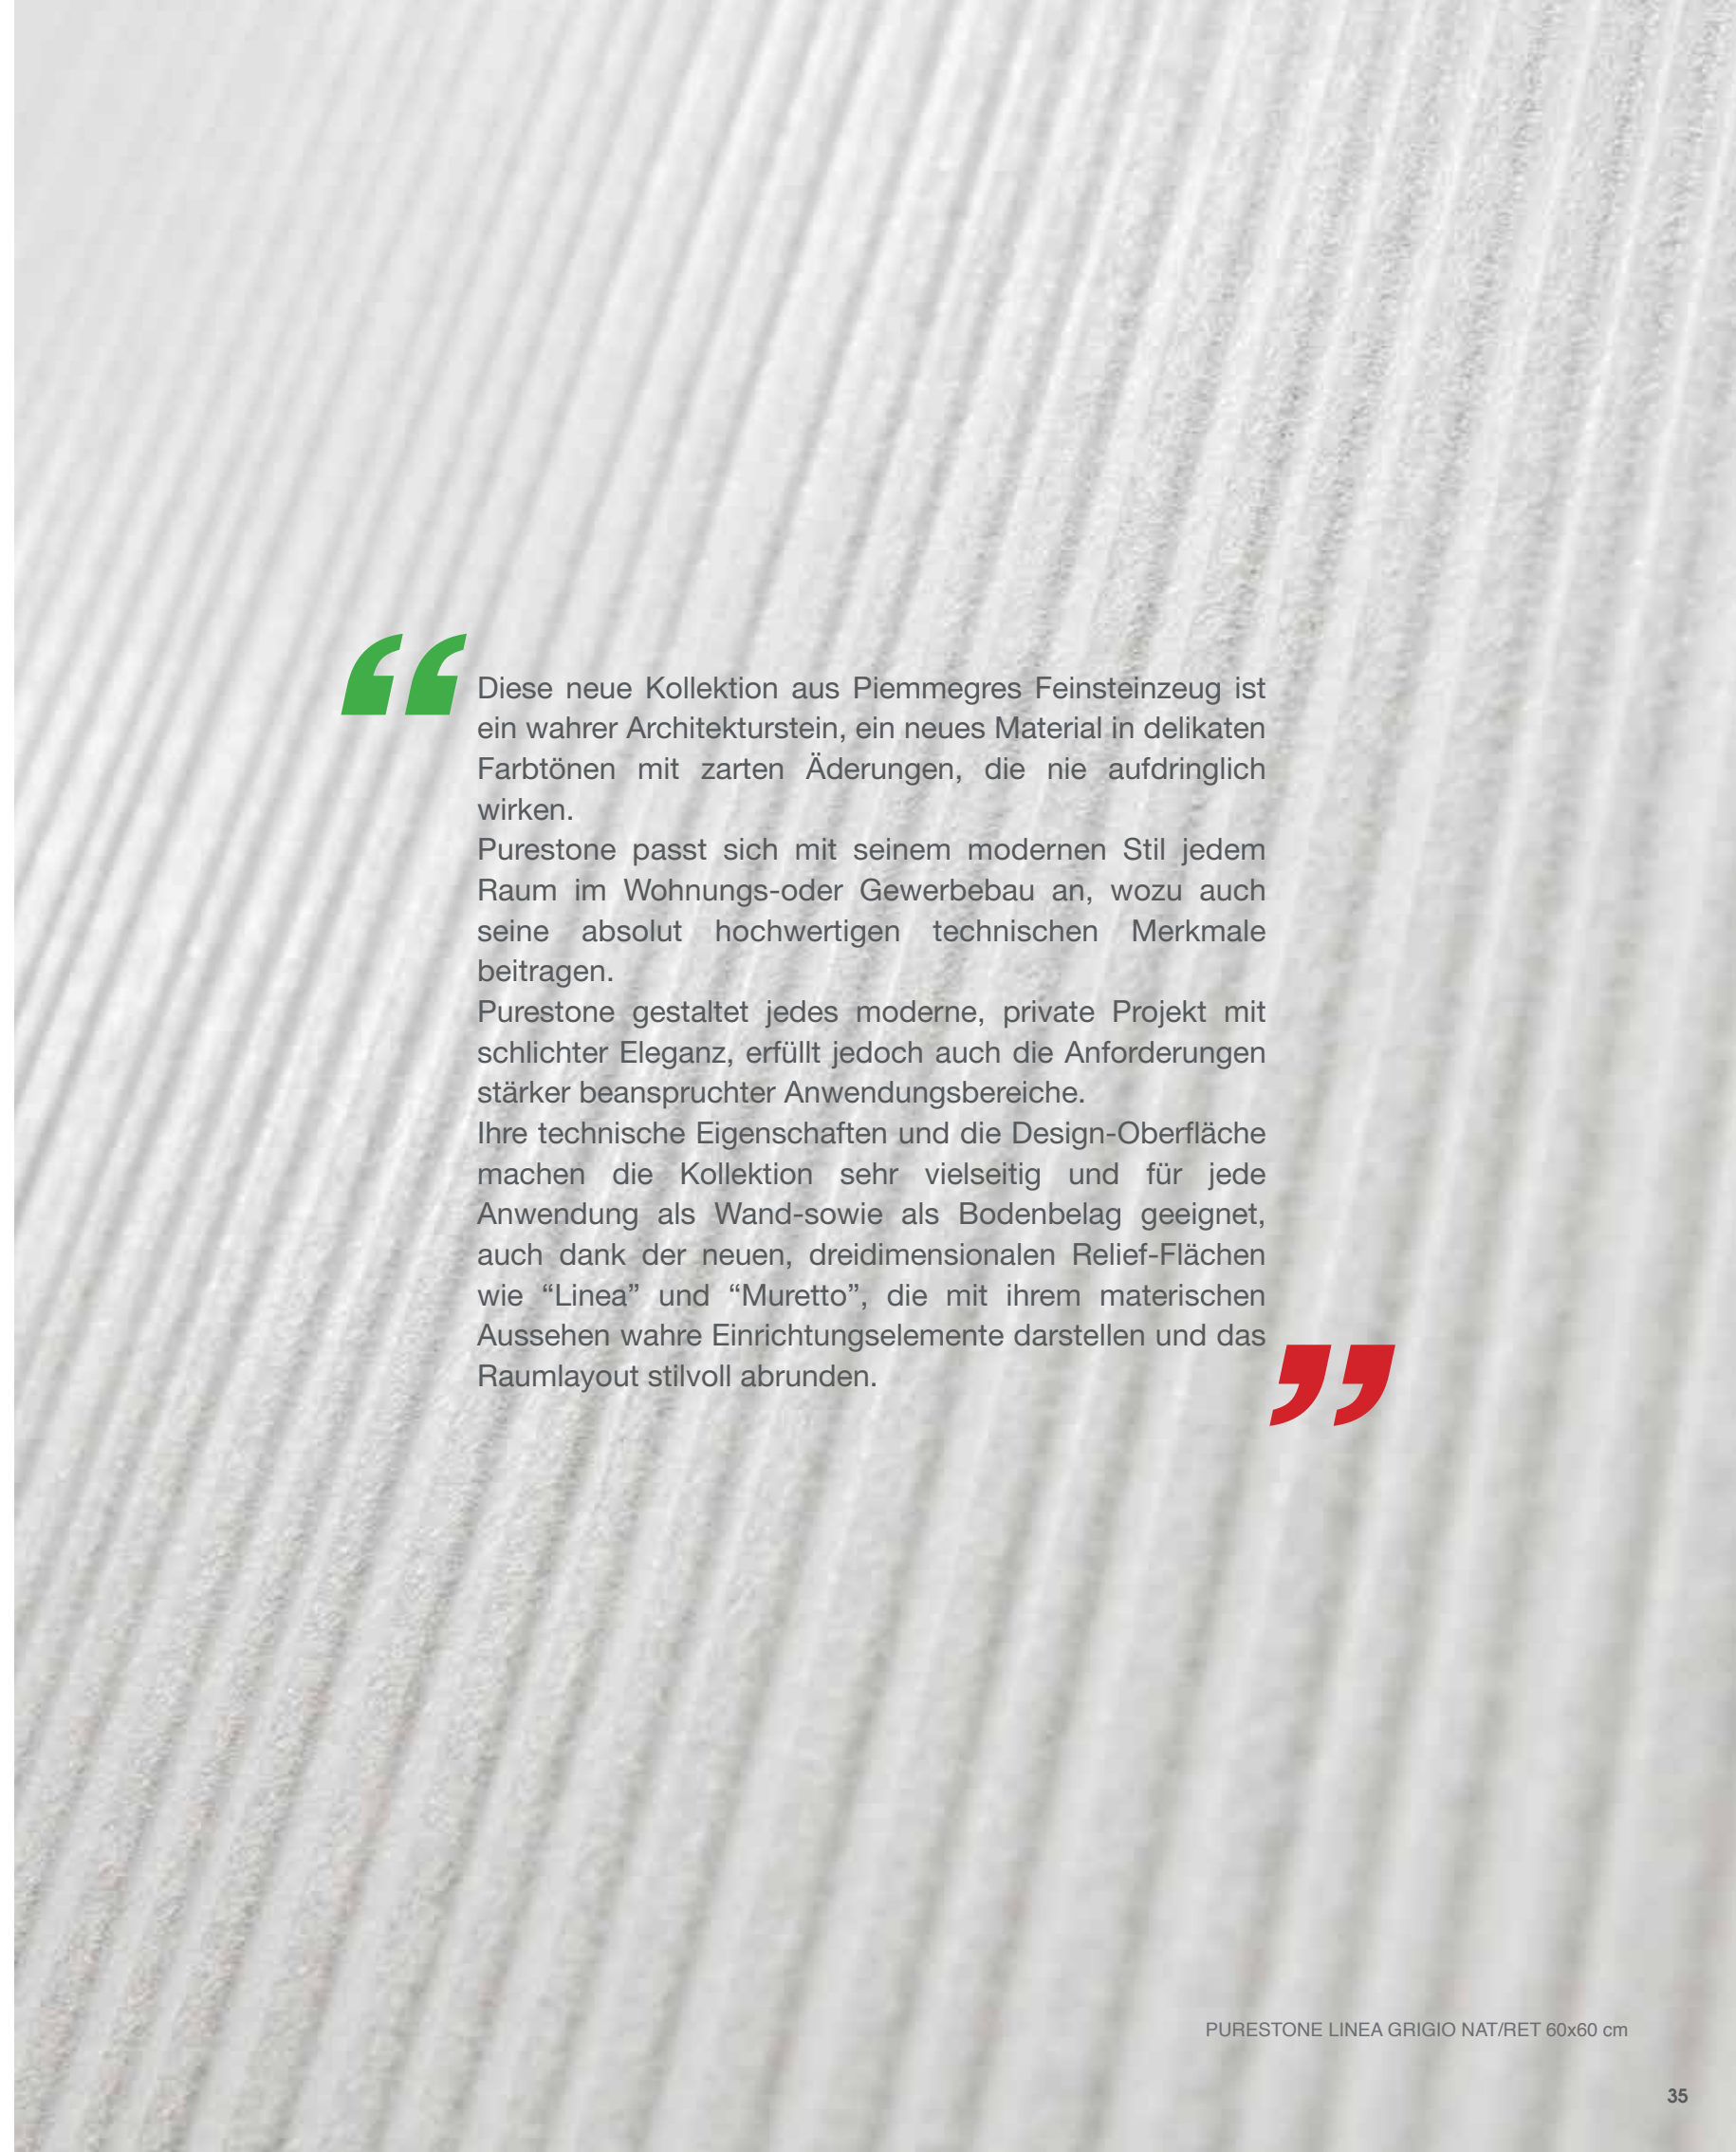 “
Diese neue Kollektion aus Piemmegres Feinsteinzeug ist
ein wahrer Architekturstein, ein neues Material in delikaten
Farbtönen mit zarten Äderungen, die nie aufdringlich
wirken.
Purestone passt sich mit seinem modernen Stil jedem
Raum im Wohnungs-oder Gewerbebau an, wozu auch
seine absolut hochwertigen technischen Merkmale
beitragen.
Purestone gestaltet jedes moderne, private Projekt mit
schlichter Eleganz, erfüllt jedoch auch die Anforderungen
stärker beanspruchter Anwendungsbereiche.
Ihre technische Eigenschaften und die Design-Oberfläche
machen die Kollektion sehr vielseitig und für jede
Anwendung als Wand-sowie als Bodenbelag geeignet,
auch dank der neuen, dreidimensionalen Relief-Flächen
wie “Linea” und “Muretto”, die mit ihrem materischen
Aussehen wahre Einrichtungselemente darstellen und das
Raumlayout stilvoll abrunden.
”
PURESTONE LINEA GRIGIO NAT/RET 60x60 cm
35